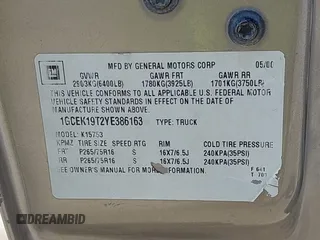 GM
MFD BY GENERAL MOTORS CORP 05/00
GVWR GAWR FRT GAWR RR
2903KG(6400LB) 1780KG(3925LB) 1701KG(3750LB)
THIS VEHICLE CONFORMS TO ALL APPLICABLE U.S. FEDERAL MOTOR
VEHICLE SAFETY STANDARDS IN EFFECT ON THE DATE OF
MANUFACTURE SHOWN ABOVE.
1GCEK19T2YE386163 TYPE: TRUCK
MODEL: K15753
TIRE SIZE SPEED RTG RIM COLD TIRE PRESSURE
FRT P265/75R16 S 16X7/6.5J 240KPA(35PSI)
RR P265/75R16 S 16X7/6.5J 240KPA(35PSI)
SEE OWNER'S MANUAL FOR MORE INFORMATION.
DREAMBID